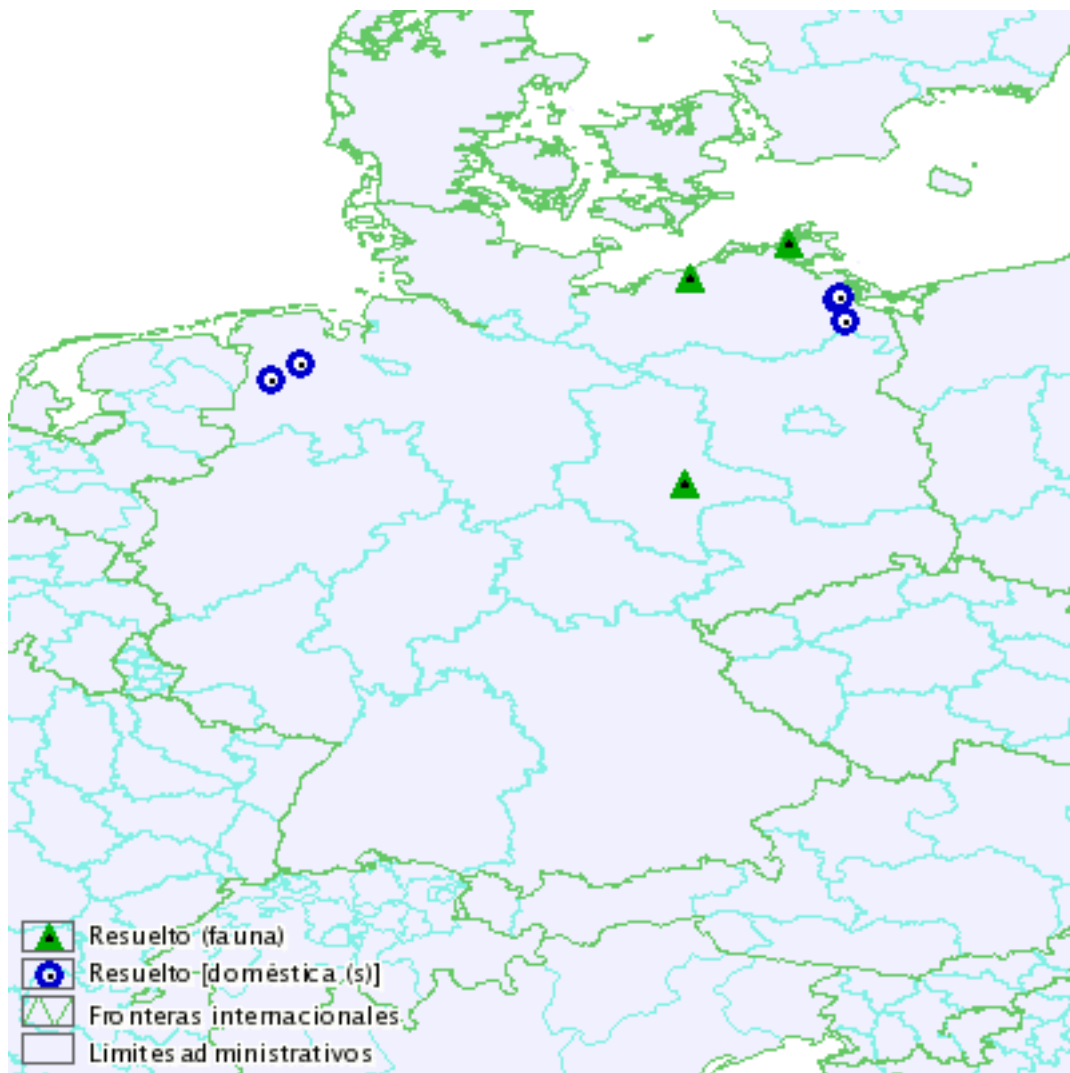 Resuelto (fauna)
Resuelto [doméstica (s)]
Fronteras internacionales
Límites administrativos